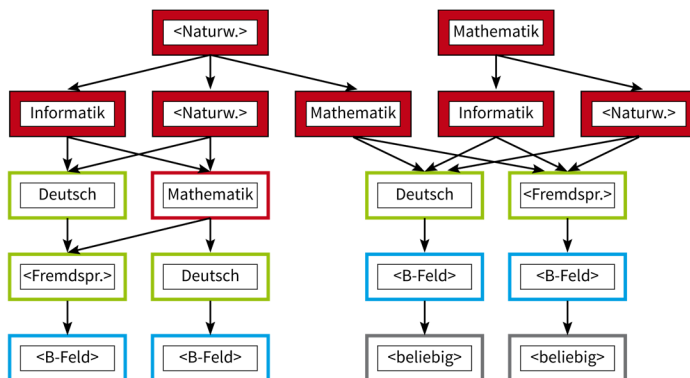 <Naturw.>
Mathematik
Informatik
<Naturw.>
Mathematik
Informatik
<Naturw.>
Deutsch
Mathematik
Deutsch
<Fremdspr.>
<Fremdspr.>
Deutsch
<B-Feld>
<B-Feld>
<B-Feld>
<B-Feld>
<beliebig>
<beliebig>